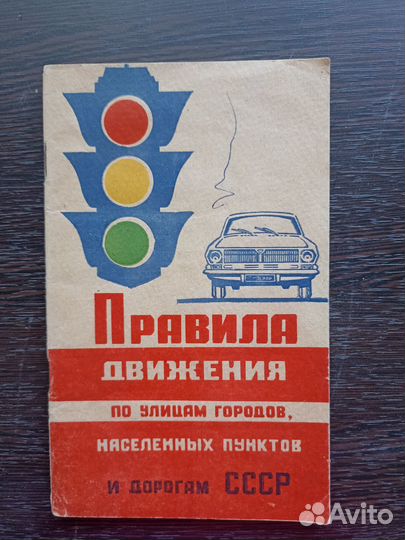 Правила
движения
по улицам городов,
населенных пунктов
и дорогам СССР
Avito